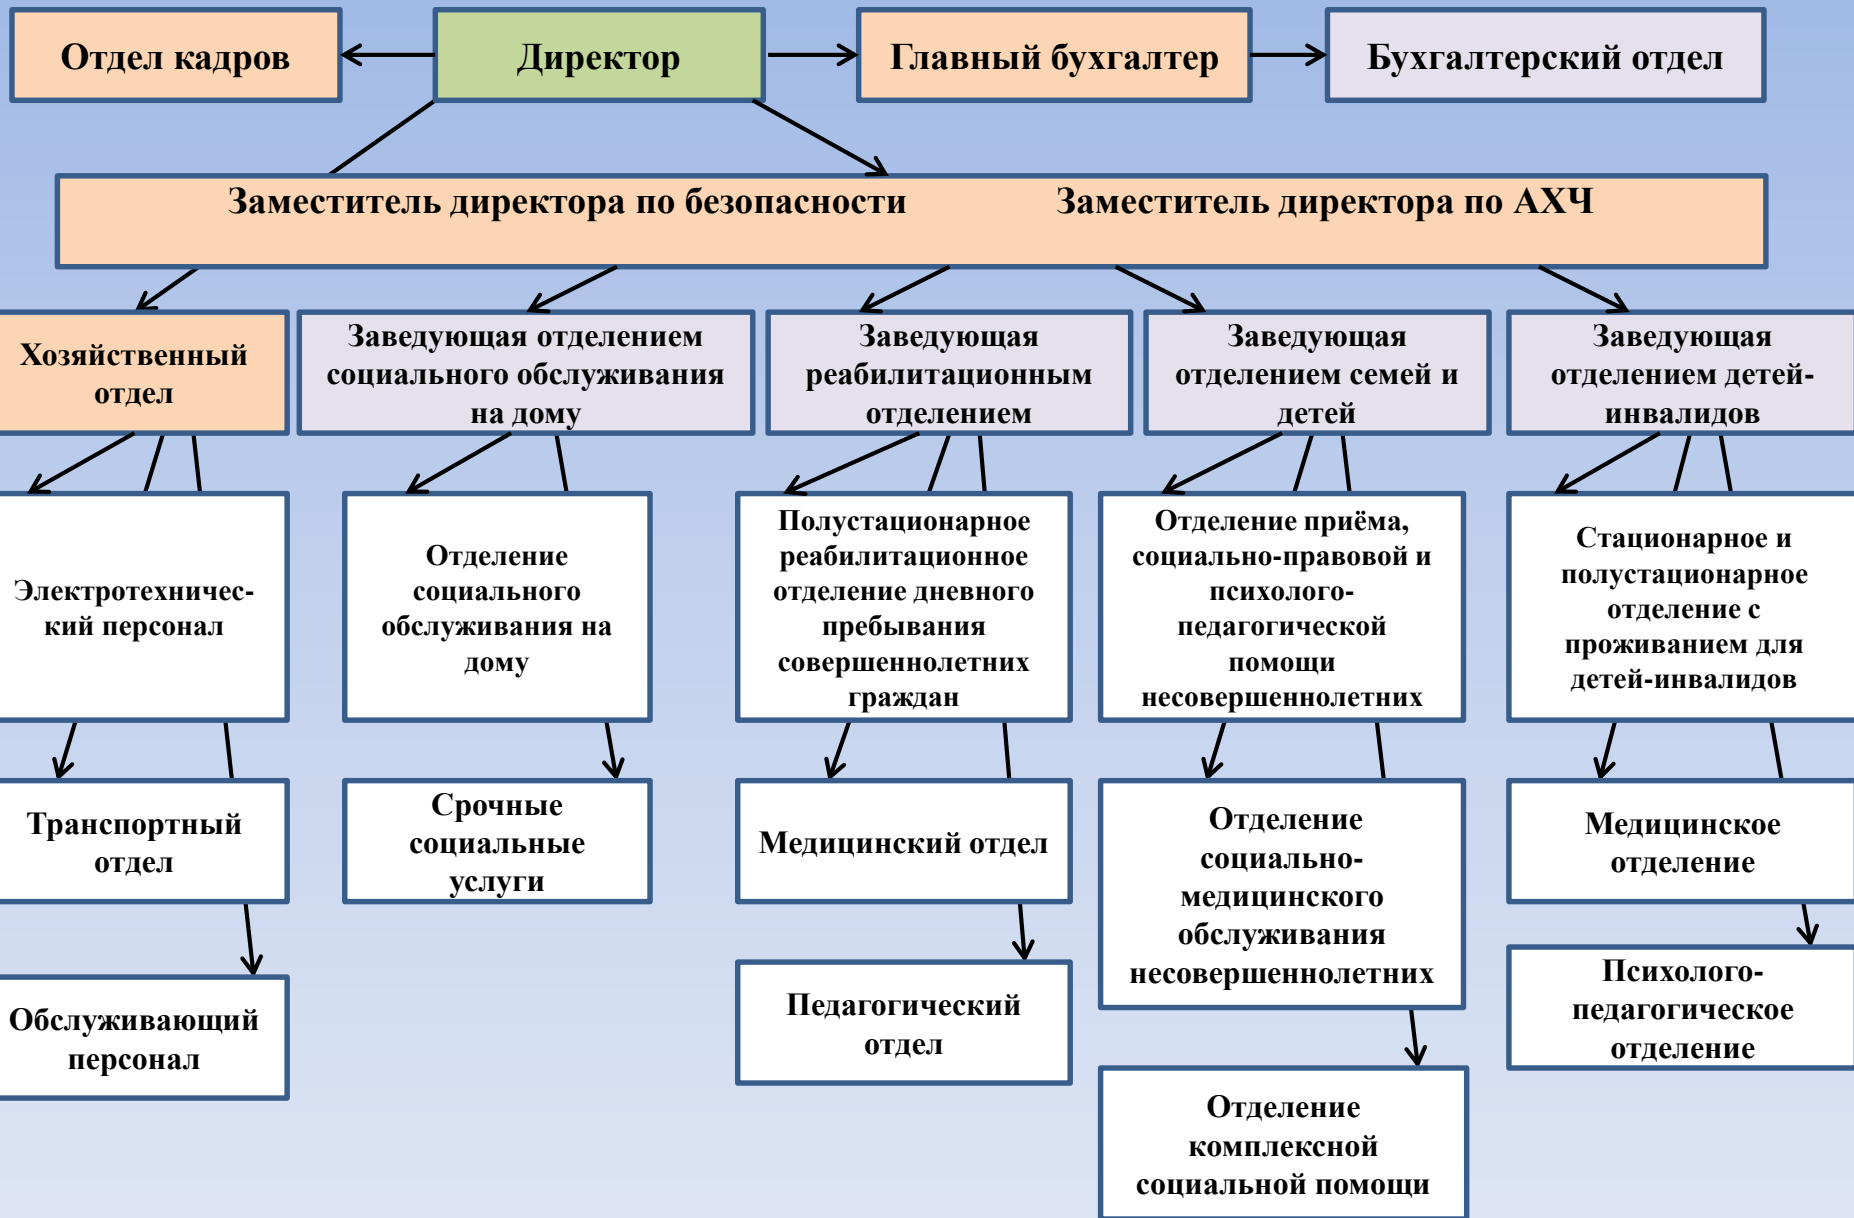 Отдел кадров
Директор
Главный бухгалтер
Бухгалтерский отдел
Заместитель директора по безопасности
Заместитель директора по АХЧ
Хозяйственный
отдел
Заведующая отделением
социального обслуживания
на дому
Заведующая
реабилитационным
отделением
Заведующая
отделением семей и
детей
Заведующая
отделением детей-
инвалидов
Электротехничес-
кий персонал
Отделение
социального
обслуживания на
дому
Полустационарное
реабилитационное
отделение дневного
пребывания
совершеннолетних
граждан
Отделение приёма,
социально-правовой и
психолого-
педагогической
помощи
несовершеннолетних
Стационарное и
полустационарное
отделение с
проживанием для
детей-инвалидов
Транспортный
отдел
Срочные
социальные
услуги
Медицинский отдел
Отделение
социально-
медицинского
обслуживания
несовершеннолетних
Медицинское
отделение
Обслуживающий
персонал
Педагогический
отдел
Психолого-
педагогическое
отделение
Отделение
комплексной
социальной помощи